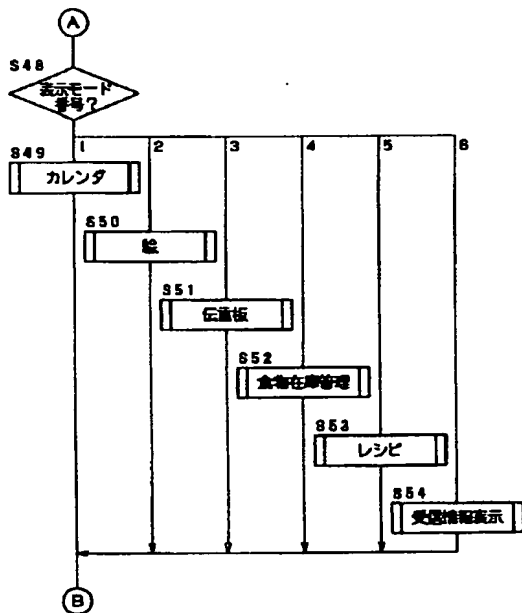 A
S48
表示モード
番号?
1
2
3
4
5
6
S49
カレンダ
S50
絵
S51
伝言板
S52
食物在庫管理
S53
レシピ
S54
受信情報表示
B